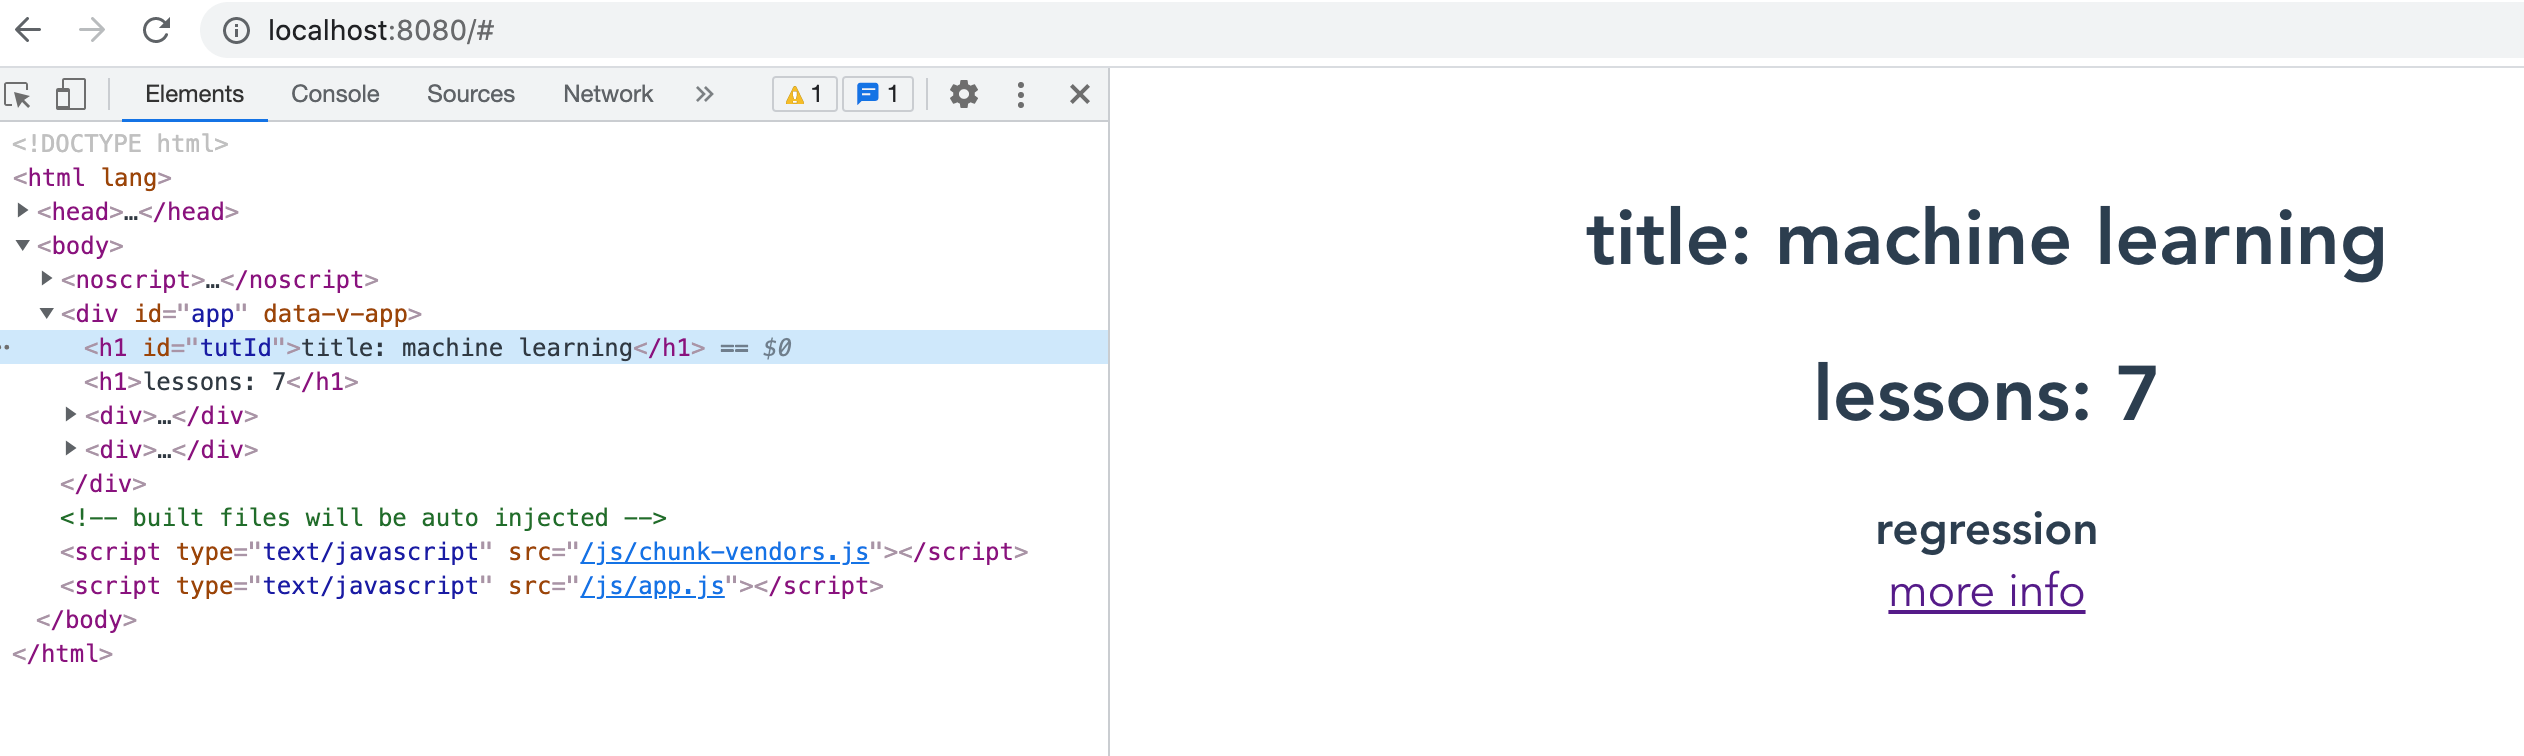 localhost:8080/#
Elements Console Sources Network » 1 1
<!DOCTYPE html>
<html lang>
<head>…</head>
<body>
<noscript>…</noscript>
<div id="app" data-v-app>
<h1 id="tutId">title: machine learning</h1> == $0
<h1>lessons: 7</h1>
<div>…</div>
<div>…</div>
</div>
<!-- built files will be auto injected -->
<script type="text/javascript" src="/js/chunk-vendors.js"></script>
<script type="text/javascript" src="/js/app.js"></script>
</body>
</html>
title: machine learning
lessons: 7
regression
more info